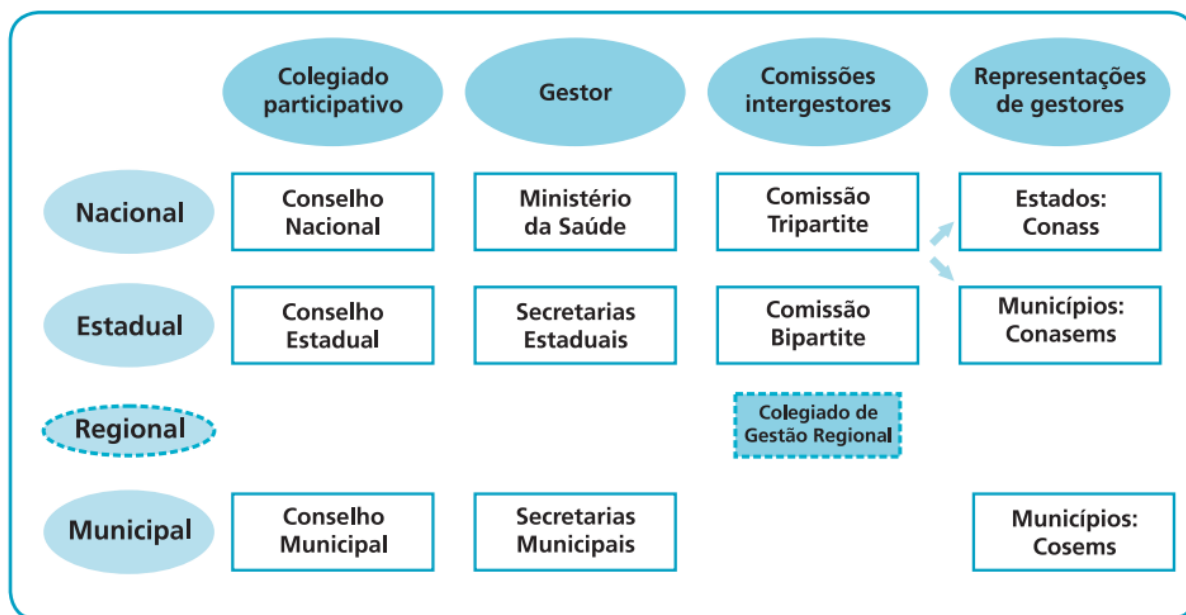 Colegiado
participativo
Gestor
Comissões
intergestores
Representações
de gestores
Nacional
Conselho
Nacional
Ministério
da Saúde
Comissão
Tripartite
Estados:
Conass
Estadual
Conselho
Estadual
Secretarias
Estaduais
Comissão
Bipartite
Municípios:
Conasems
Regional
Colegiado de
Gestão Regional
Municipal
Conselho
Municipal
Secretarias
Municipais
Municípios:
Cosems